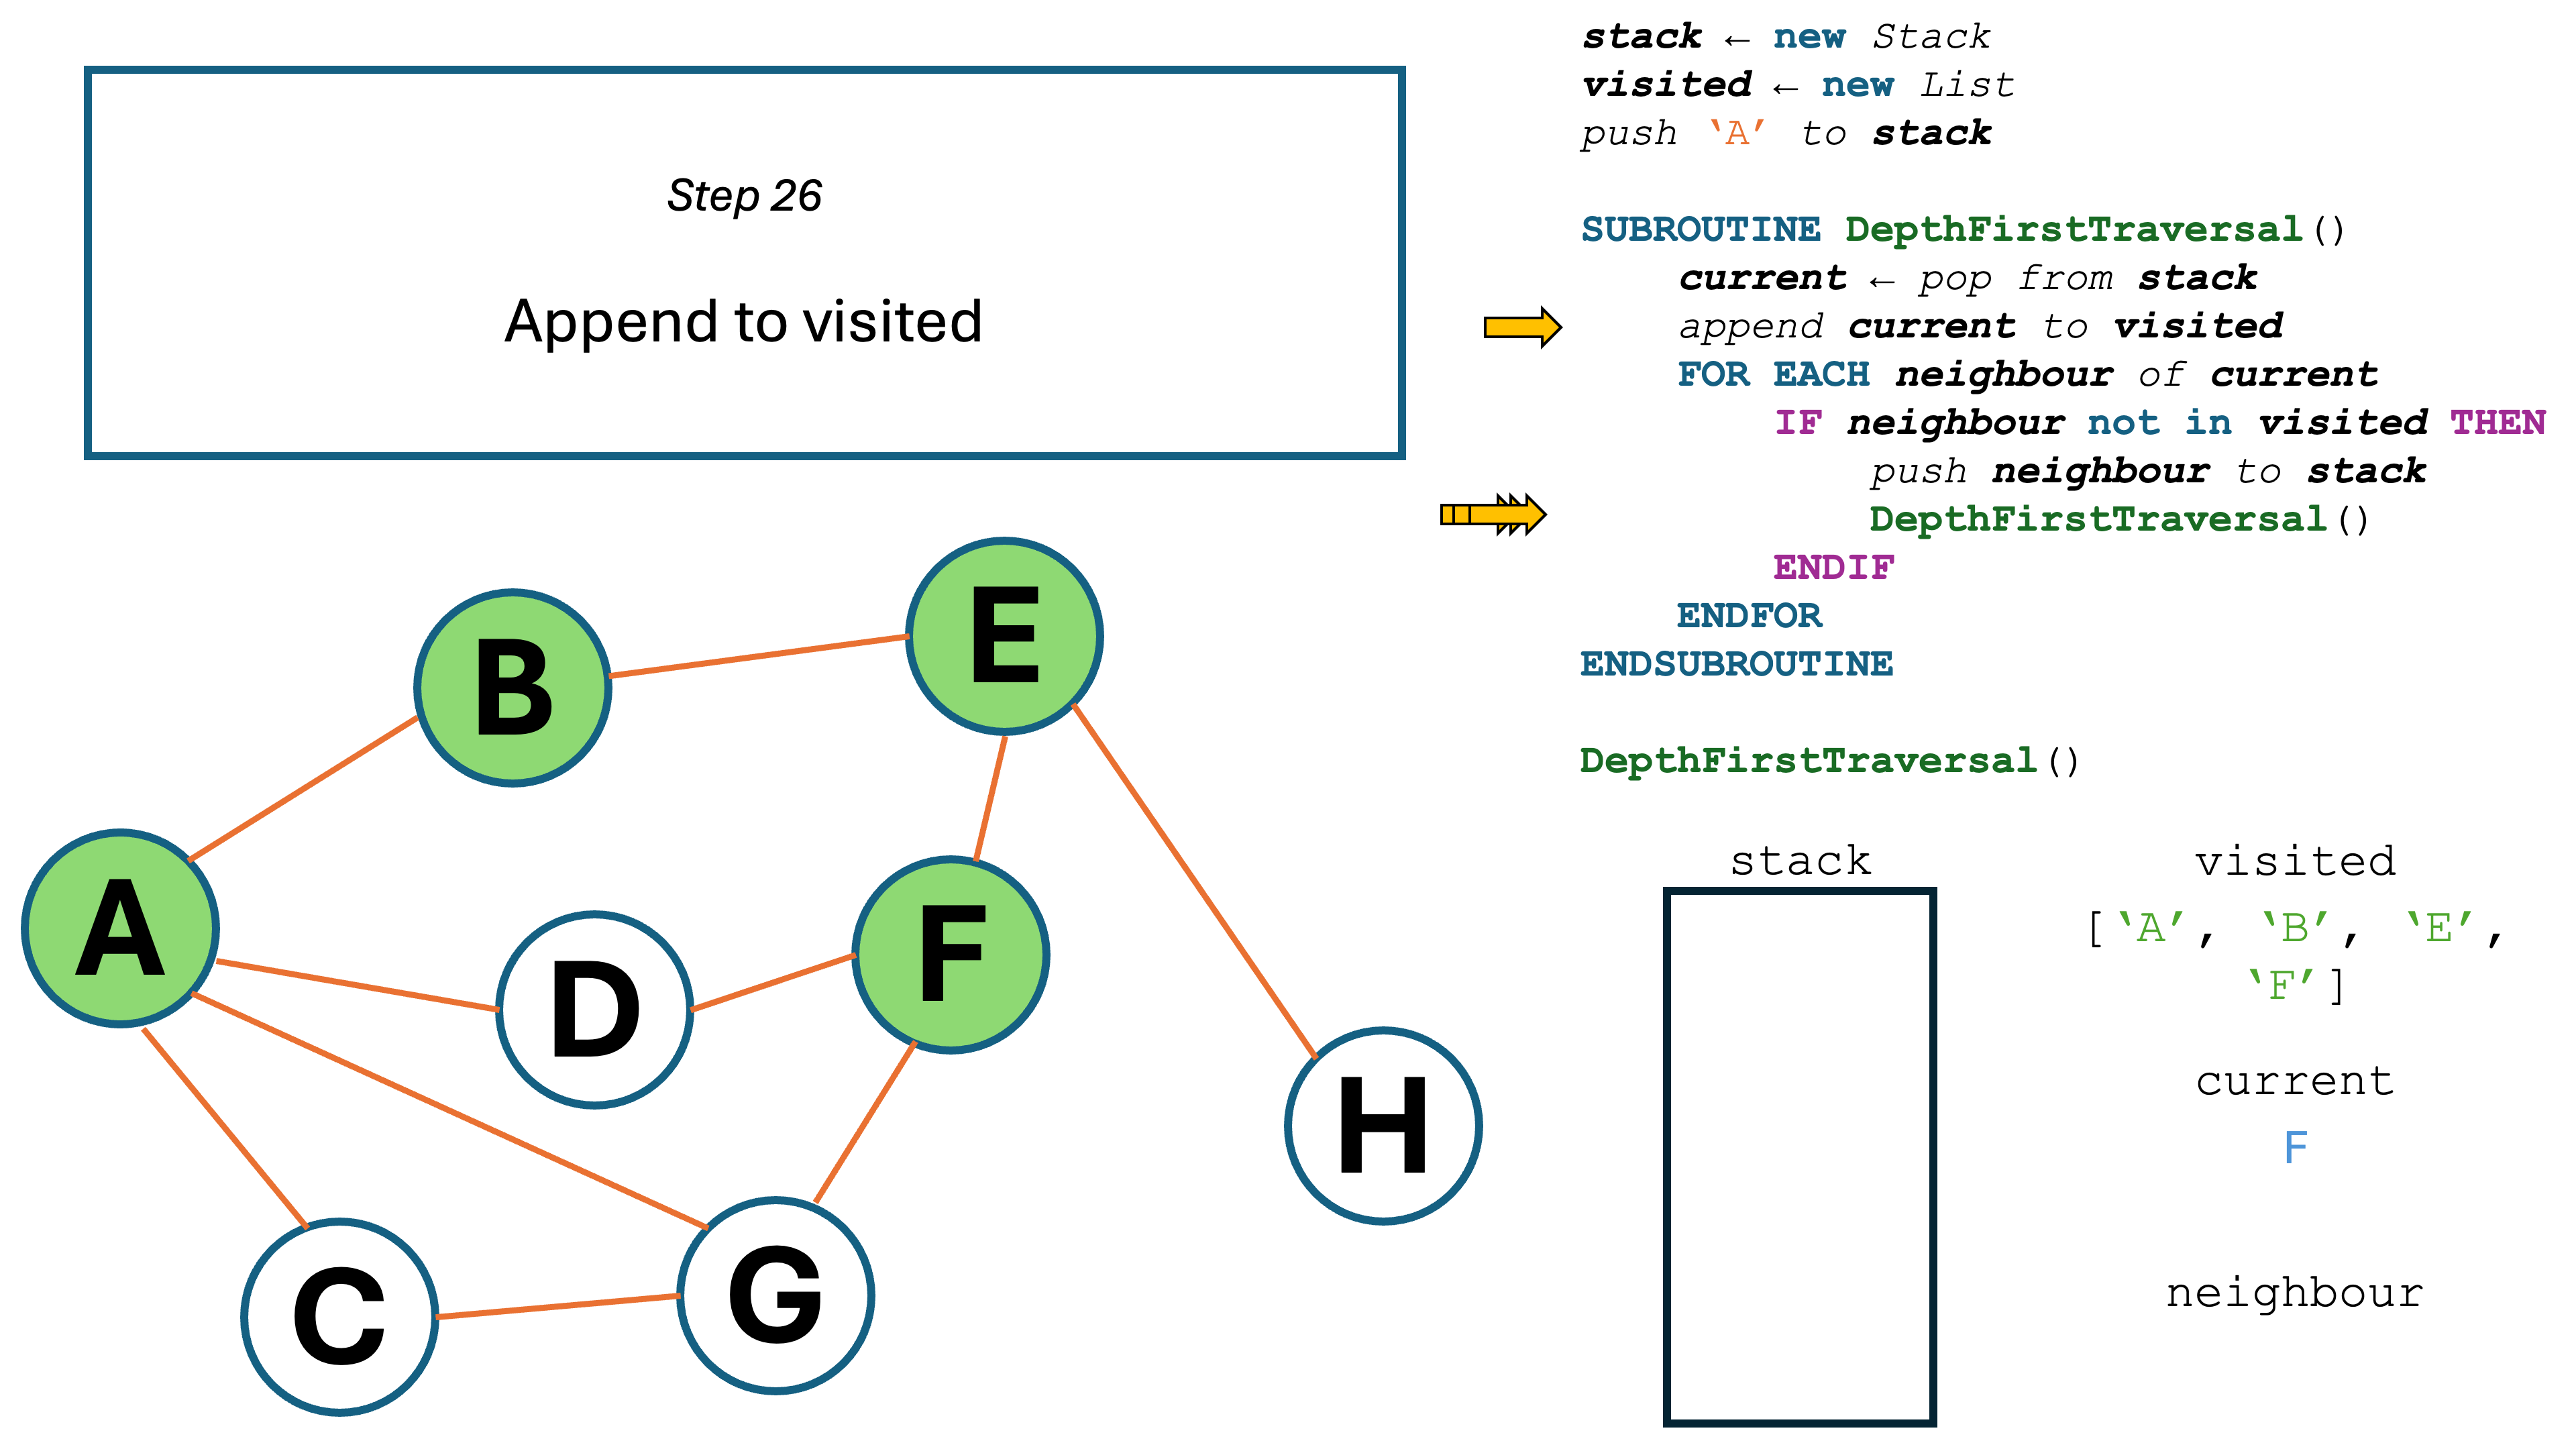 Step 26
Append to visited
stack ← new Stack
visited ← new List
push ‘A’ to stack
SUBROUTINE DepthFirstTraversal()
current ← pop from stack
append current to visited
FOR EACH neighbour of current
IF neighbour not in visited THEN
push neighbour to stack
DepthFirstTraversal()
ENDIF
ENDFOR
ENDSUBROUTINE
DepthFirstTraversal()
B
E
A
D
F
H
C
G
stack
visited
[‘A’, ‘B’, ‘E’,
‘F’]
current
F
neighbour